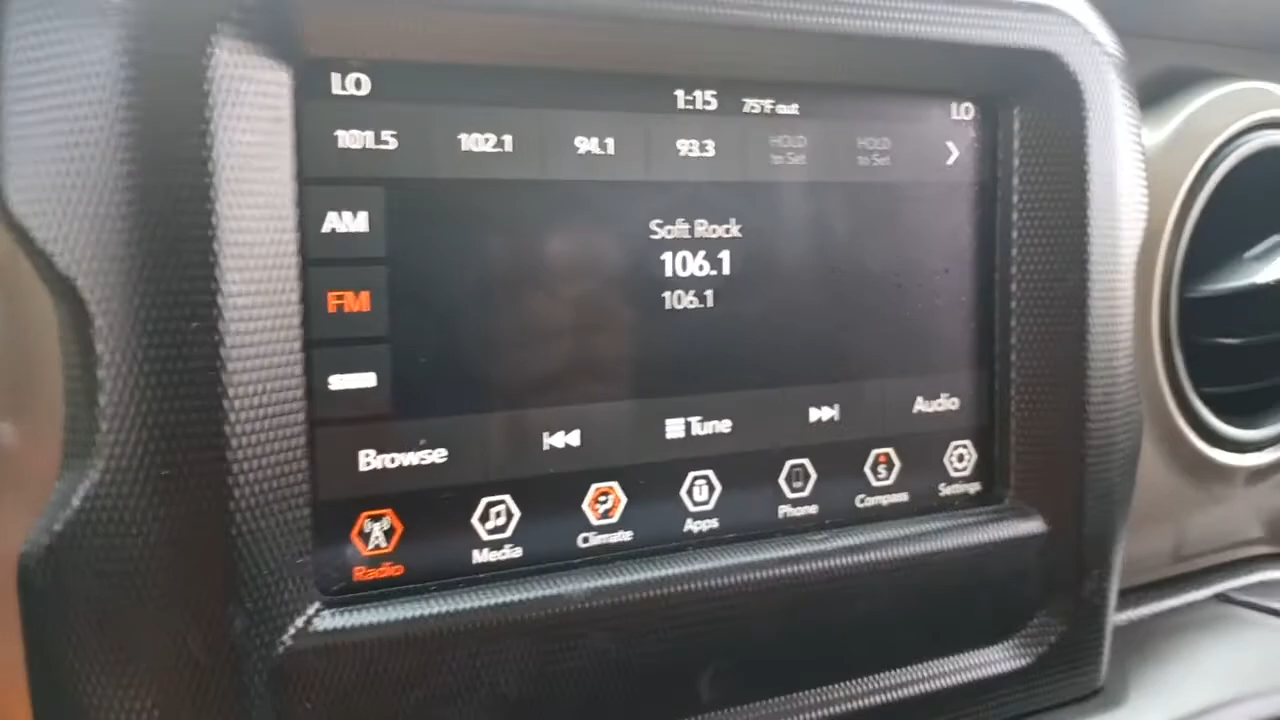 LO 1:15 75°F out LO
101.5 102.1 94.1 93.3 HOLD to Set HOLD to Set
AM
Soft Rock
106.1
FM
106.1
Browse Tune Audio
Radio Media Climate Apps Phone Compass Settings
U
S